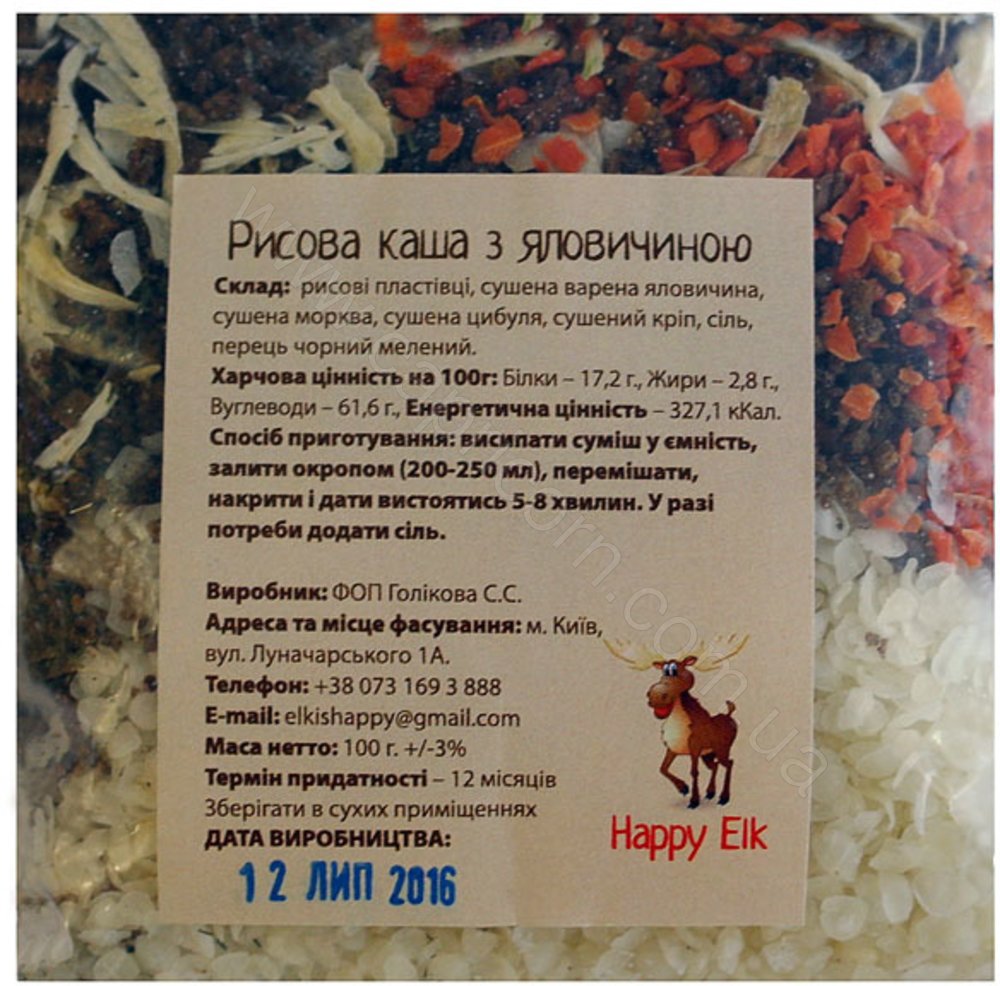 Рисова каша з яловичиною
Склад: рисові пластівці, сушена варена яловичина,
сушена морква, сушена цибуля, сушений кріп, сіль,
перець чорний мелений.
Харчова цінність на 100г: Білки – 17,2 г., Жири – 2,8 г.,
Вуглеводи – 61,6 г., Енергетична цінність – 327,1 кКал.
Спосіб приготування: висипати суміш у ємність,
залити окропом (200-250 мл), перемішати,
накрити і дати вистоятись 5-8 хвилин. У разі
потреби додати сіль.
Виробник: ФОП Голікова С.С.
Адреса та місце фасування: м. Київ,
вул. Луначарського 1А.
Телефон: +38 073 169 3 888
E-mail: elkishappy@gmail.com
Маса нетто: 100 г. +/-3%
Термін придатності – 12 місяців
Зберігати в сухих приміщеннях
ДАТА ВИРОБНИЦТВА:
12 ЛИП 2016
Happy Elk